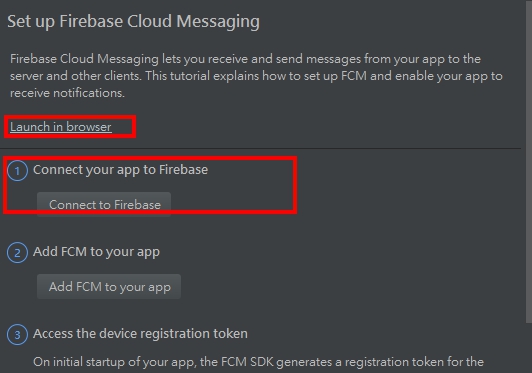 Set up Firebase Cloud Messaging
Firebase Cloud Messaging lets you receive and send messages from your app to the
server and other clients. This tutorial explains how to set up FCM and enable your app to
receive notifications.
Launch in browser
1 Connect your app to Firebase
Connect to Firebase
2 Add FCM to your app
Add FCM to your app
3 Access the device registration token
On initial startup of your app, the FCM SDK generates a registration token for the